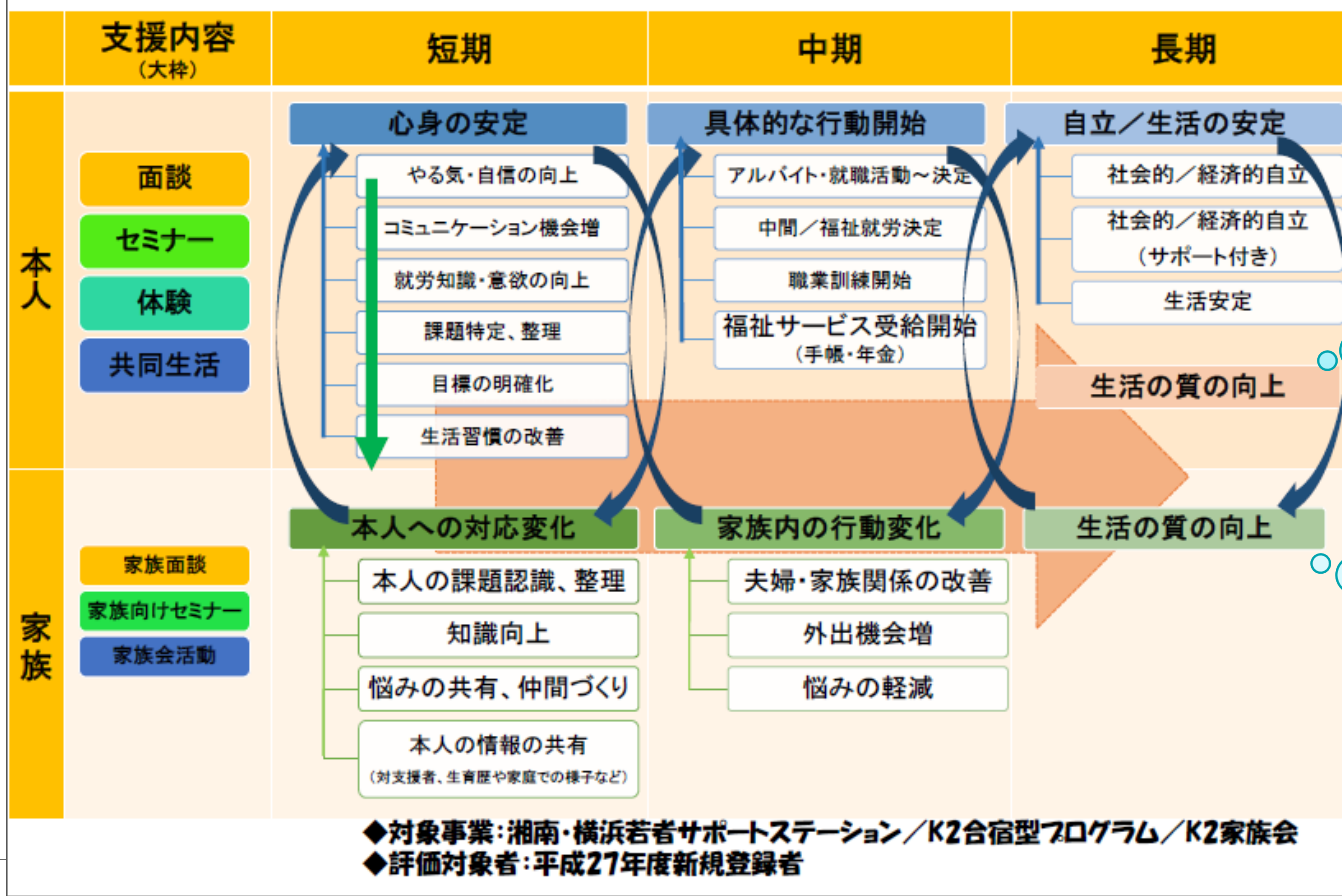 支援内容
(大枠)
短期
中期
長期
本人
面談
セミナー
体験
共同生活
心身の安定
やる気・自信の向上
コミュニケーション機会増
就労知識・意欲の向上
課題特定、整理
目標の明確化
生活習慣の改善
具体的な行動開始
アルバイト・就職活動～決定
中間／福祉就労決定
職業訓練開始
福祉サービス受給開始
(手帳・年金)
自立／生活の安定
社会的／経済的自立
社会的／経済的自立
(サポート付き)
生活安定
生活の質の向上
家族
家族面談
家族向けセミナー
家族会活動
本人への対応変化
本人の課題認識、整理
知識向上
悩みの共有、仲間づくり
本人の情報の共有
(対支援者、生育歴や家庭での様子など)
家族内の行動変化
夫婦・家族関係の改善
外出機会増
悩みの軽減
生活の質の向上
◆対象事業:湘南・横浜若者サポートステーション／K2合宿型プログラム／K2家族会
◆評価対象者:平成27年度新規登録者